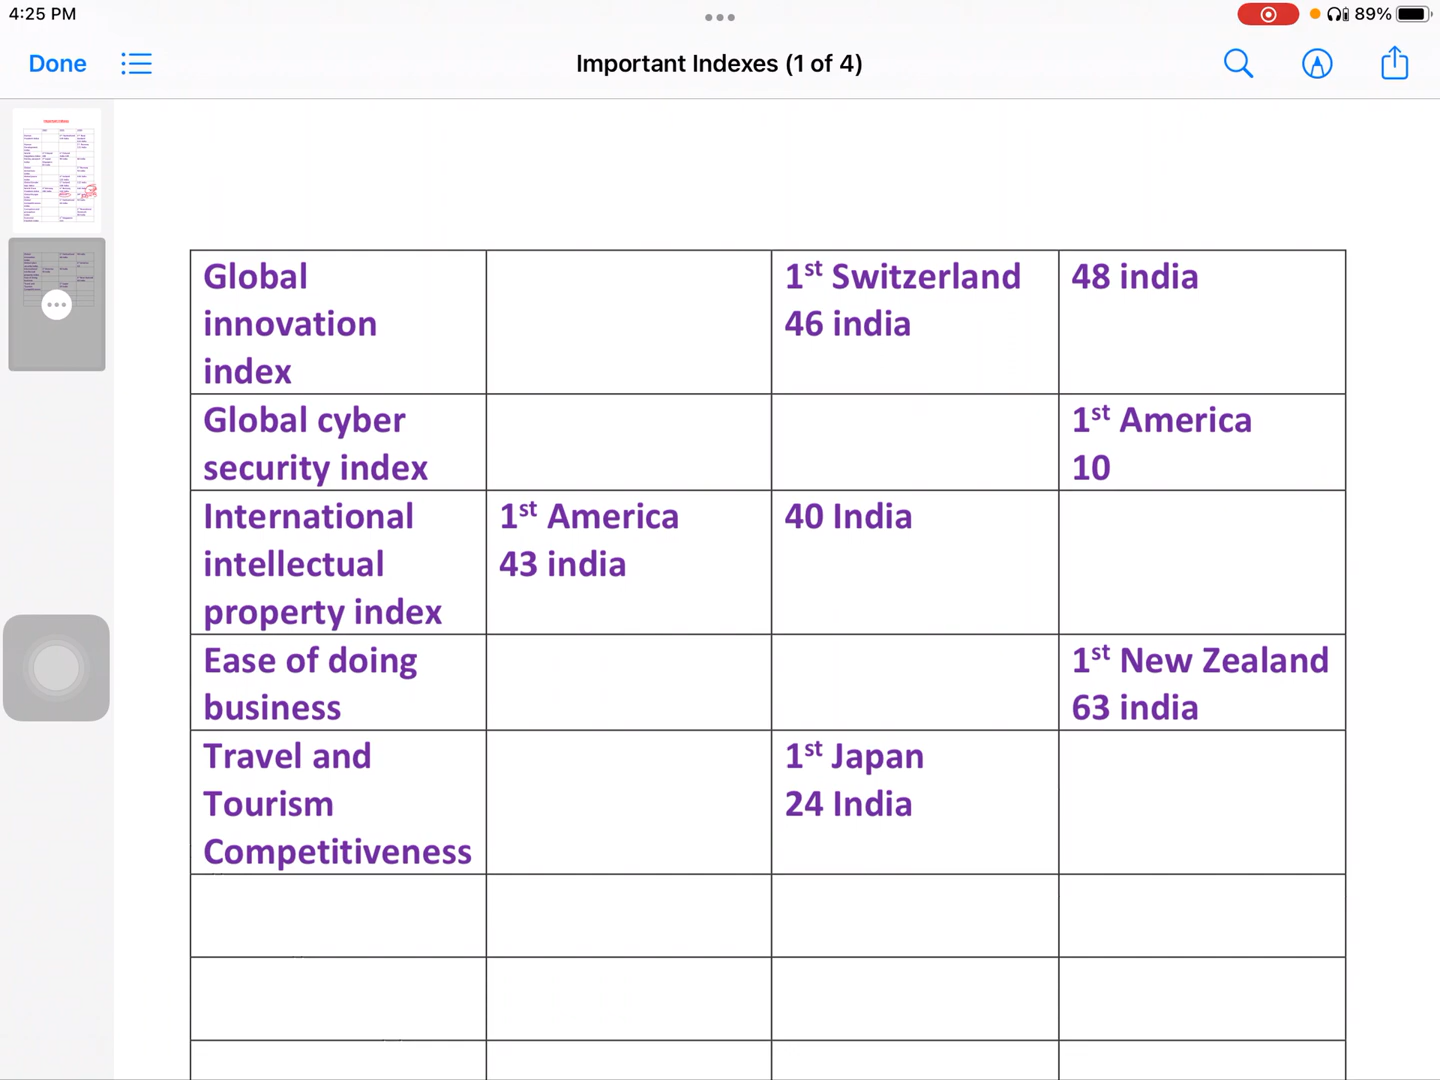 4:25 PM
89%
Done
Important Indexes (1 of 4)
Global
innovation
index
1st Switzerland
46 india
48 india
Global cyber
security index
1st America
10
International
intellectual
property index
1st America
43 india
40 India
Ease of doing
business
1st New Zealand
63 india
Travel and
Tourism
Competitiveness
1st Japan
24 India